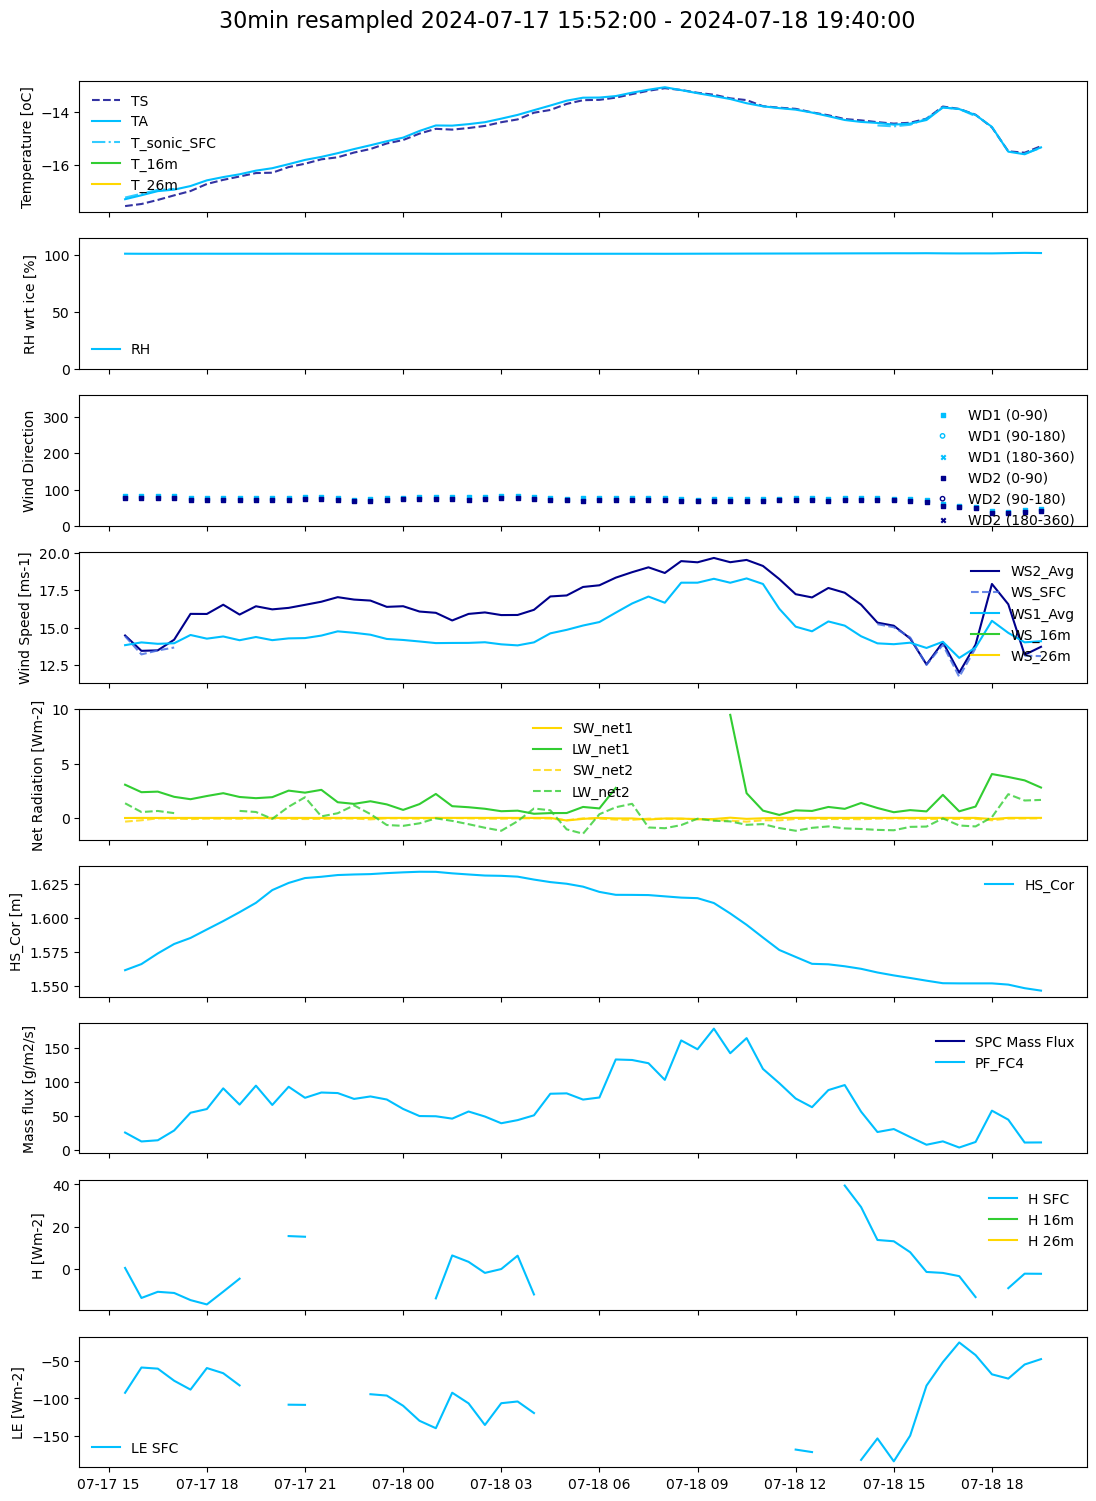 30min resampled 2024-07-17 15:52:00 - 2024-07-18 19:40:00
Temperature [oC]
−14
−16
TS
TA
T_sonic_SFC
T_16m
T_26m
RH wrt ice [%]
100
50
0
RH
Wind Direction
300
200
100
0
WD1 (0-90)
WD1 (90-180)
WD1 (180-360)
WD2 (0-90)
WD2 (90-180)
WD2 (180-360)
Wind Speed [ms-1]
20.0
17.5
15.0
12.5
WS2_Avg
WS_SFC
WS1_Avg
WS_16m
WS_26m
Net Radiation [Wm-2]
10
5
0
SW_net1
LW_net1
SW_net2
LW_net2
HS_Cor [m]
1.625
1.600
1.575
1.550
HS_Cor
Mass flux [g/m2/s]
150
100
50
0
SPC Mass Flux
PF_FC4
H [Wm-2]
40
20
0
H SFC
H 16m
H 26m
LE [Wm-2]
−50
−100
−150
LE SFC
07-17 15 07-17 18 07-17 21 07-18 00 07-18 03 07-18 06 07-18 09 07-18 12 07-18 15 07-18 18